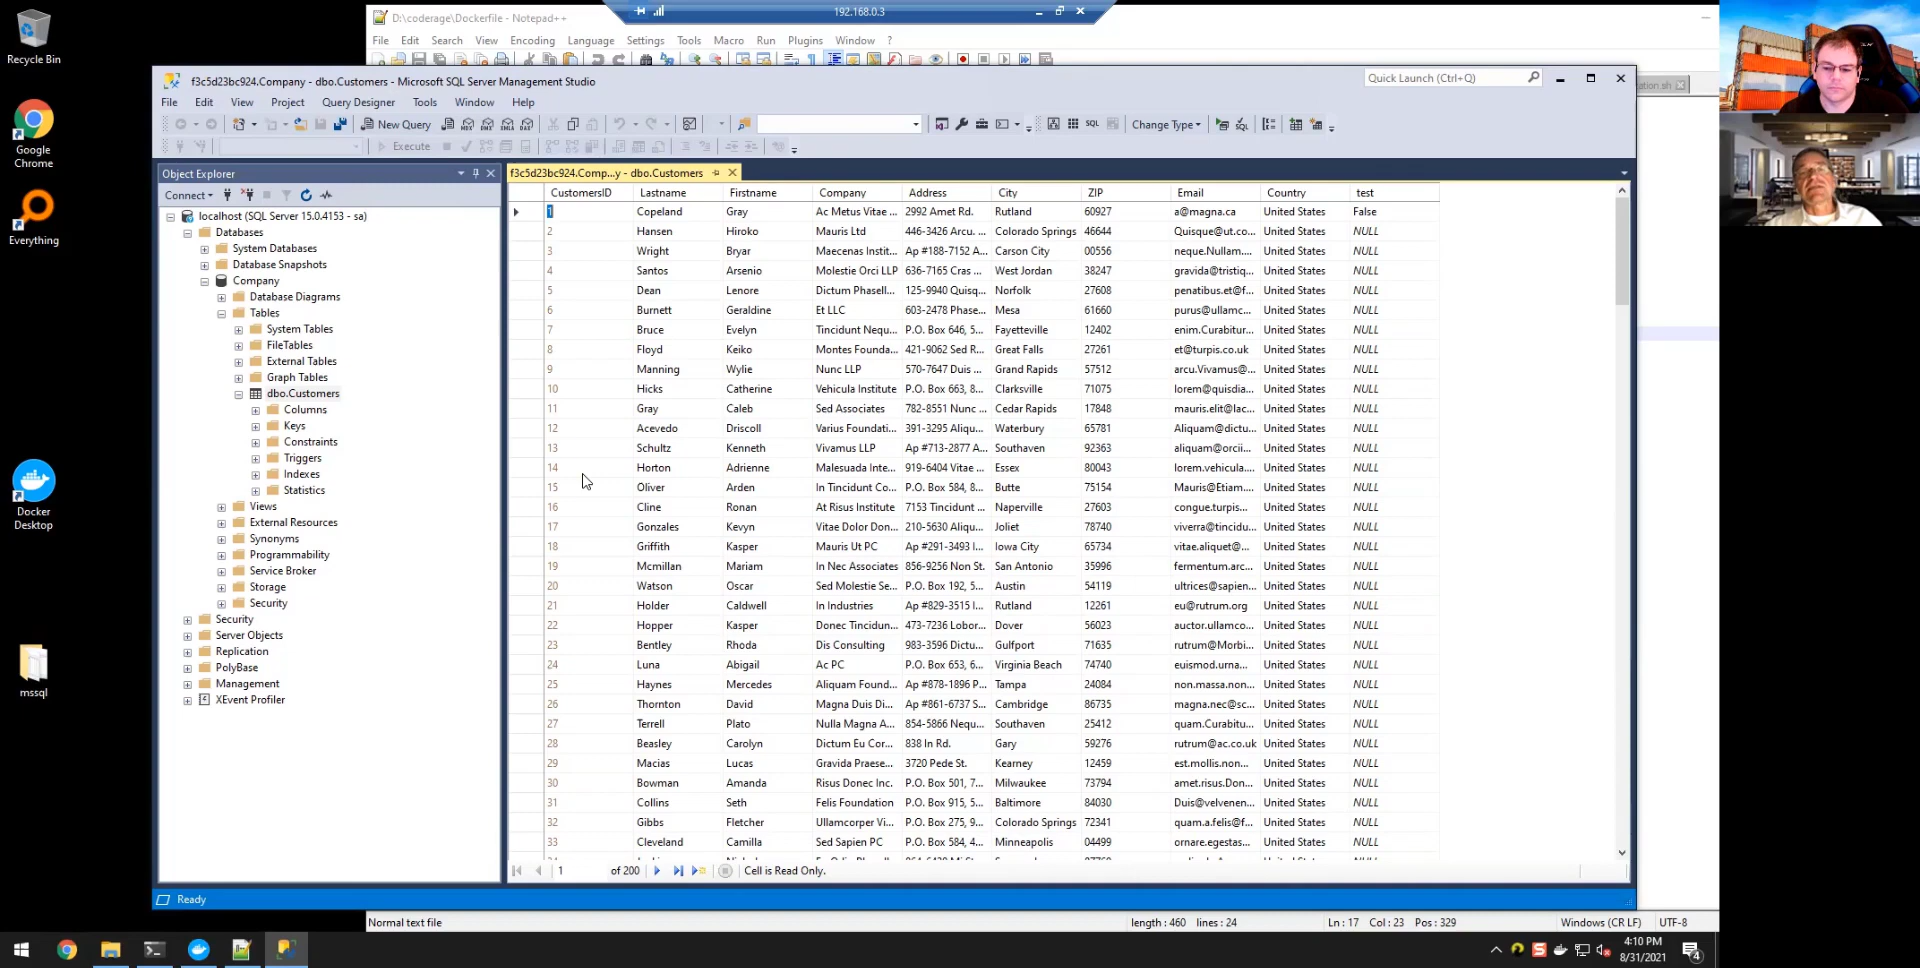 Recycle Bin
Google Chrome
Everything
Docker Desktop
mssql
D:\coderage\Dockerfile - Notepad++
192.168.0.3
File Edit Search View Encoding Language Settings Tools Macro Run Plugins Window ?
f3c5d23bc924.Company - dbo.Customers - Microsoft SQL Server Management Studio
Quick Launch (Ctrl+Q)
File Edit View Project Query Designer Tools Window Help
New Query
SQL
Change Type
Execute
Object Explorer
Connect
localhost (SQL Server 15.0.4153 - sa)
Databases
System Databases
Database Snapshots
Company
Database Diagrams
Tables
System Tables
FileTables
External Tables
Graph Tables
dbo.Customers
Columns
Keys
Constraints
Triggers
Indexes
Statistics
Views
External Resources
Synonyms
Programmability
Service Broker
Storage
Security
Security
Server Objects
Replication
PolyBase
Management
XEvent Profiler
f3c5d23bc924.Comp...y - dbo.Customers
CustomersID Lastname Firstname Company Address City ZIP Email Country test
1 Copeland Gray Ac Metus Vitae ... 2992 Amet Rd. Rutland 60927 a@magna.ca United States False
2 Hansen Hiroko Mauris Ltd 446-3426 Arcu. ... Colorado Springs 46644 Quisque@ut.co... United States NULL
3 Wright Bryar Maecenas Instit... Ap #188-7152 A... Carson City 00556 neque.Nullam.... United States NULL
4 Santos Arsenio Molestie Orci LLP 636-7165 Cras ... West Jordan 38247 gravida@tristiq... United States NULL
5 Dean Lenore Dictum Phasell... 125-9940 Quisq... Norfolk 27608 penatibus.et@f... United States NULL
6 Burnett Geraldine Et LLC 603-2478 Phase... Mesa 61660 purus@ullamc... United States NULL
7 Bruce Evelyn Tincidunt Nequ... P.O. Box 646, 5... Fayetteville 12402 enim.Curabitur... United States NULL
8 Floyd Keiko Montes Founda... 421-9062 Sed R... Great Falls 27261 et@turpis.co.uk United States NULL
9 Manning Wylie Nunc LLP 570-7647 Duis ... Grand Rapids 57512 arcu.Vivamus@... United States NULL
10 Hicks Catherine Vehicula Institute P.O. Box 663, 8... Clarksville 71075 lorem@quisdia... United States NULL
11 Gray Caleb Sed Associates 782-8551 Nunc ... Cedar Rapids 17848 mauris.elit@lac... United States NULL
12 Acevedo Driscoll Varius Foundati... 391-3295 Aliqu... Waterbury 65781 Aliquam@dictu... United States NULL
13 Schultz Kenneth Vivamus LLP Ap #713-2877 A... Southaven 92363 aliquam@orcii... United States NULL
14 Horton Adrienne Malesuada Inte... 919-6404 Vitae ... Essex 80043 lorem.vehicula... United States NULL
15 Oliver Arden In Tincidunt Co... P.O. Box 584, 8... Butte 75154 Mauris@Etiam.... United States NULL
16 Cline Ronan At Risus Institute 7153 Tincidunt ... Naperville 27603 congue.turpis... United States NULL
17 Gonzales Kevyn Vitae Dolor Don... 210-5630 Aliqu... Joliet 78740 viverra@tincidu... United States NULL
18 Griffith Kasper Mauris Ut PC Ap #291-3493 I... Iowa City 65734 vitae.aliquet@... United States NULL
19 Mcmillan Mariam In Nec Associates 856-9256 Non St. San Antonio 35996 fermentum.arc... United States NULL
20 Watson Oscar Sed Molestie Se... P.O. Box 192, 5... Austin 54119 ultrices@sapien... United States NULL
21 Holder Caldwell In Industries Ap #829-3515 I... Rutland 12261 eu@rutrum.org United States NULL
22 Hopper Kasper Donec Tincidun... 473-7236 Lobor... Dover 56023 auctor.ullamco... United States NULL
23 Bentley Rhoda Dis Consulting 983-3596 Dictu... Gulfport 71635 rutrum@Morbi... United States NULL
24 Luna Abigail Ac PC P.O. Box 653, 6... Virginia Beach 74740 euismod.urna... United States NULL
25 Haynes Mercedes Aliquam Found... Ap #878-1896 P... Tampa 24084 non.massa.non... United States NULL
26 Thornton David Magna Duis Di... Ap #861-6737 S... Cambridge 86735 magna.nec@sc... United States NULL
27 Terrell Plato Nulla Magna A... 854-5866 Nequ... Southaven 25412 quam.Curabitu... United States NULL
28 Beasley Carolyn Dictum Eu Cor... 838 In Rd. Gary 59276 rutrum@ac.co.uk United States NULL
29 Macias Lucas Gravida Praese... 3720 Pede St. Kearney 12459 est.mollis.non... United States NULL
30 Bowman Amanda Risus Donec Inc. P.O. Box 501, 7... Milwaukee 73794 amet.risus.Don... United States NULL
31 Collins Seth Felis Foundation P.O. Box 915, 5... Baltimore 84030 Duis@velvenen... United States NULL
32 Gibbs Fletcher Ullamcorper Vi... P.O. Box 275, 9... Colorado Springs 72341 quam.a.felis@f... United States NULL
33 Cleveland Camilla Sed Sapien PC P.O. Box 584, 4... Minneapolis 04499 ornare.egestas... United States NULL
1 of 200 Cell is Read Only.
Ready
Normal text file length : 460 lines : 24 Ln : 17 Col : 23 Pos : 329 Windows (CR LF) UTF-8
4:10 PM
8/31/2021
4